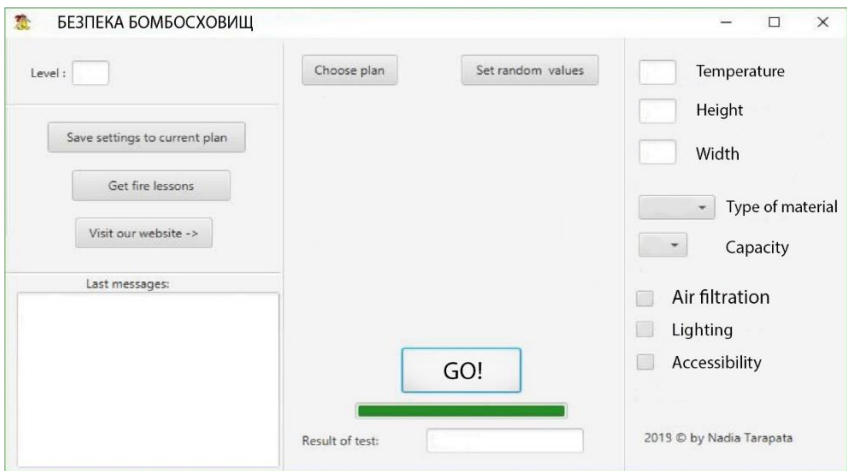 БЕЗПЕКА БОМБОСХОВИЩ
Level :
Save settings to current plan
Get fire lessons
Visit our website ->
Last messages:
Choose plan
Set random values
GO!
Result of test:
Temperature
Height
Width
Type of material
Capacity
Air filtration
Lighting
Accessibility
2019 © by Nadia Tarapata